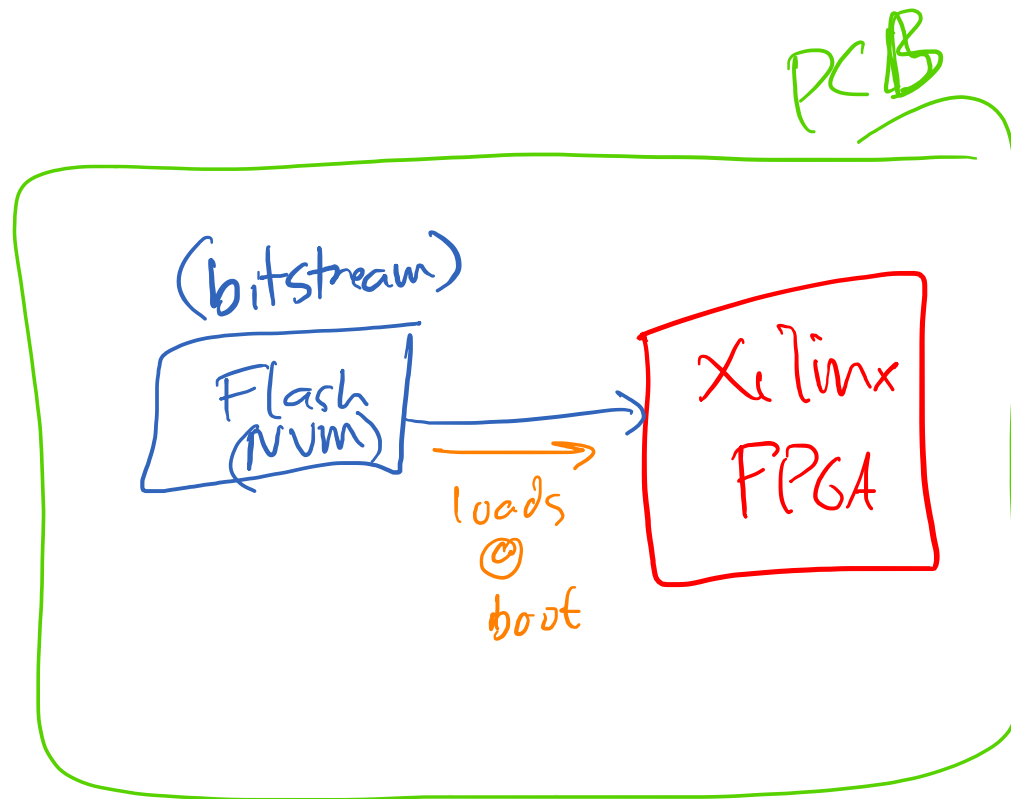 PCB
(bitstream)
Flash
(NVM)
loads
@
boot
Xilinx
FPGA